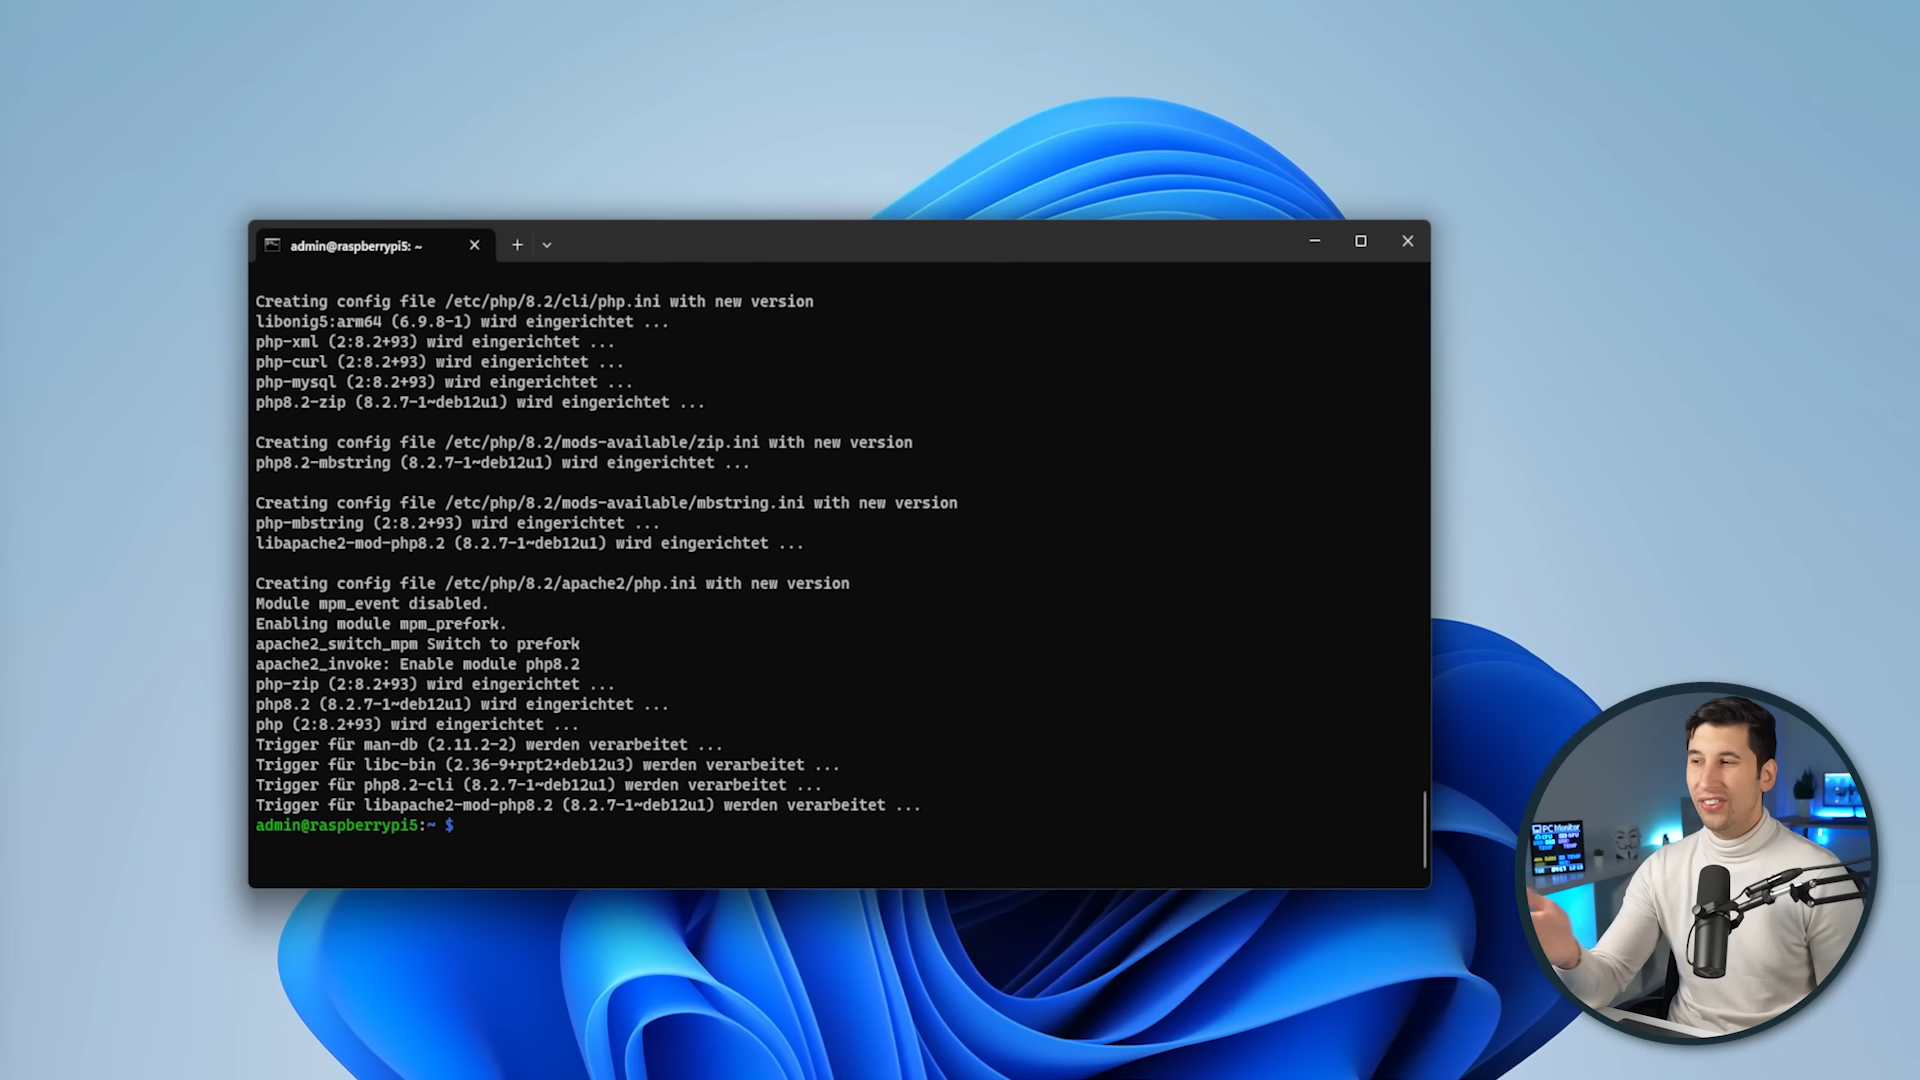 admin@raspberrypi5: ~
Creating config file /etc/php/8.2/cli/php.ini with new version
libonig5:arm64 (6.9.8-1) wird eingerichtet ...
php-xml (2:8.2+93) wird eingerichtet ...
php-curl (2:8.2+93) wird eingerichtet ...
php-mysql (2:8.2+93) wird eingerichtet ...
php8.2-zip (8.2.7-1~deb12u1) wird eingerichtet ...
Creating config file /etc/php/8.2/mods-available/zip.ini with new version
php8.2-mbstring (8.2.7-1~deb12u1) wird eingerichtet ...
Creating config file /etc/php/8.2/mods-available/mbstring.ini with new version
php-mbstring (2:8.2+93) wird eingerichtet ...
libapache2-mod-php8.2 (8.2.7-1~deb12u1) wird eingerichtet ...
Creating config file /etc/php/8.2/apache2/php.ini with new version
Module mpm_event disabled.
Enabling module mpm_prefork.
apache2_switch_mpm Switch to prefork
apache2_invoke: Enable module php8.2
php-zip (2:8.2+93) wird eingerichtet ...
php8.2 (8.2.7-1~deb12u1) wird eingerichtet ...
php (2:8.2+93) wird eingerichtet ...
Trigger für man-db (2.11.2-2) werden verarbeitet ...
Trigger für libc-bin (2.36-9+rpt2+deb12u3) werden verarbeitet ...
Trigger für php8.2-cli (8.2.7-1~deb12u1) werden verarbeitet ...
Trigger für libapache2-mod-php8.2 (8.2.7-1~deb12u1) werden verarbeitet ...
admin@raspberrypi5:~ $
PC Monitor